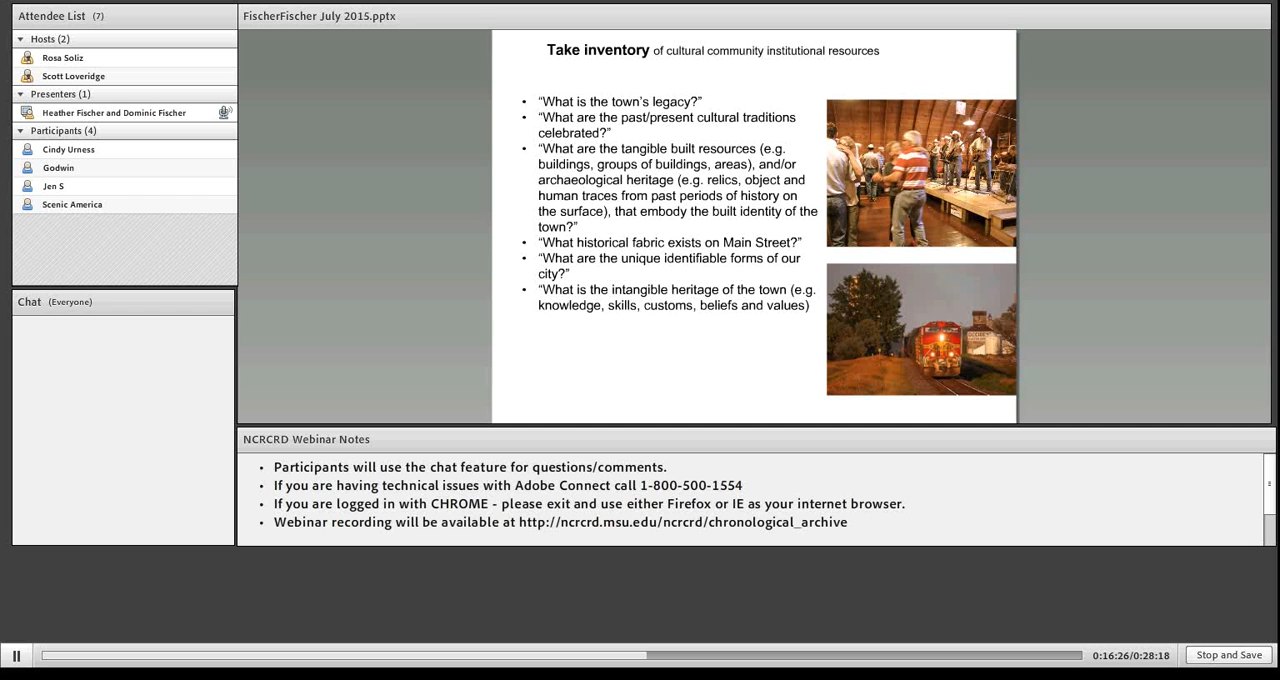 Attendee List (7)
Hosts (2)
Rosa Soliz
Scott Loveridge
Presenters (1)
Heather Fischer and Dominic Fischer
Participants (4)
Cindy Urness
Godwin
Jen S
Scenic America
Chat (Everyone)
FischerFischer July 2015.pptx
Take inventory of cultural community institutional resources
• “What is the town’s legacy?”
• “What are the past/present cultural traditions
celebrated?”
• “What are the tangible built resources (e.g.
buildings, groups of buildings, areas), and/or
archaeological heritage (e.g. relics, object and
human traces from past periods of history on
the surface), that embody the built identity of the
town?”
• “What historical fabric exists on Main Street?”
• “What are the unique identifiable forms of our
city?”
• “What is the intangible heritage of the town (e.g.
knowledge, skills, customs, beliefs and values)
NCRCRD Webinar Notes
• Participants will use the chat feature for questions/comments.
• If you are having technical issues with Adobe Connect call 1-800-500-1554
• If you are logged in with CHROME - please exit and use either Firefox or IE as your internet browser.
• Webinar recording will be available at http://ncrcrd.msu.edu/ncrcrd/chronological_archive
0:16:26/0:28:18
Stop and Save